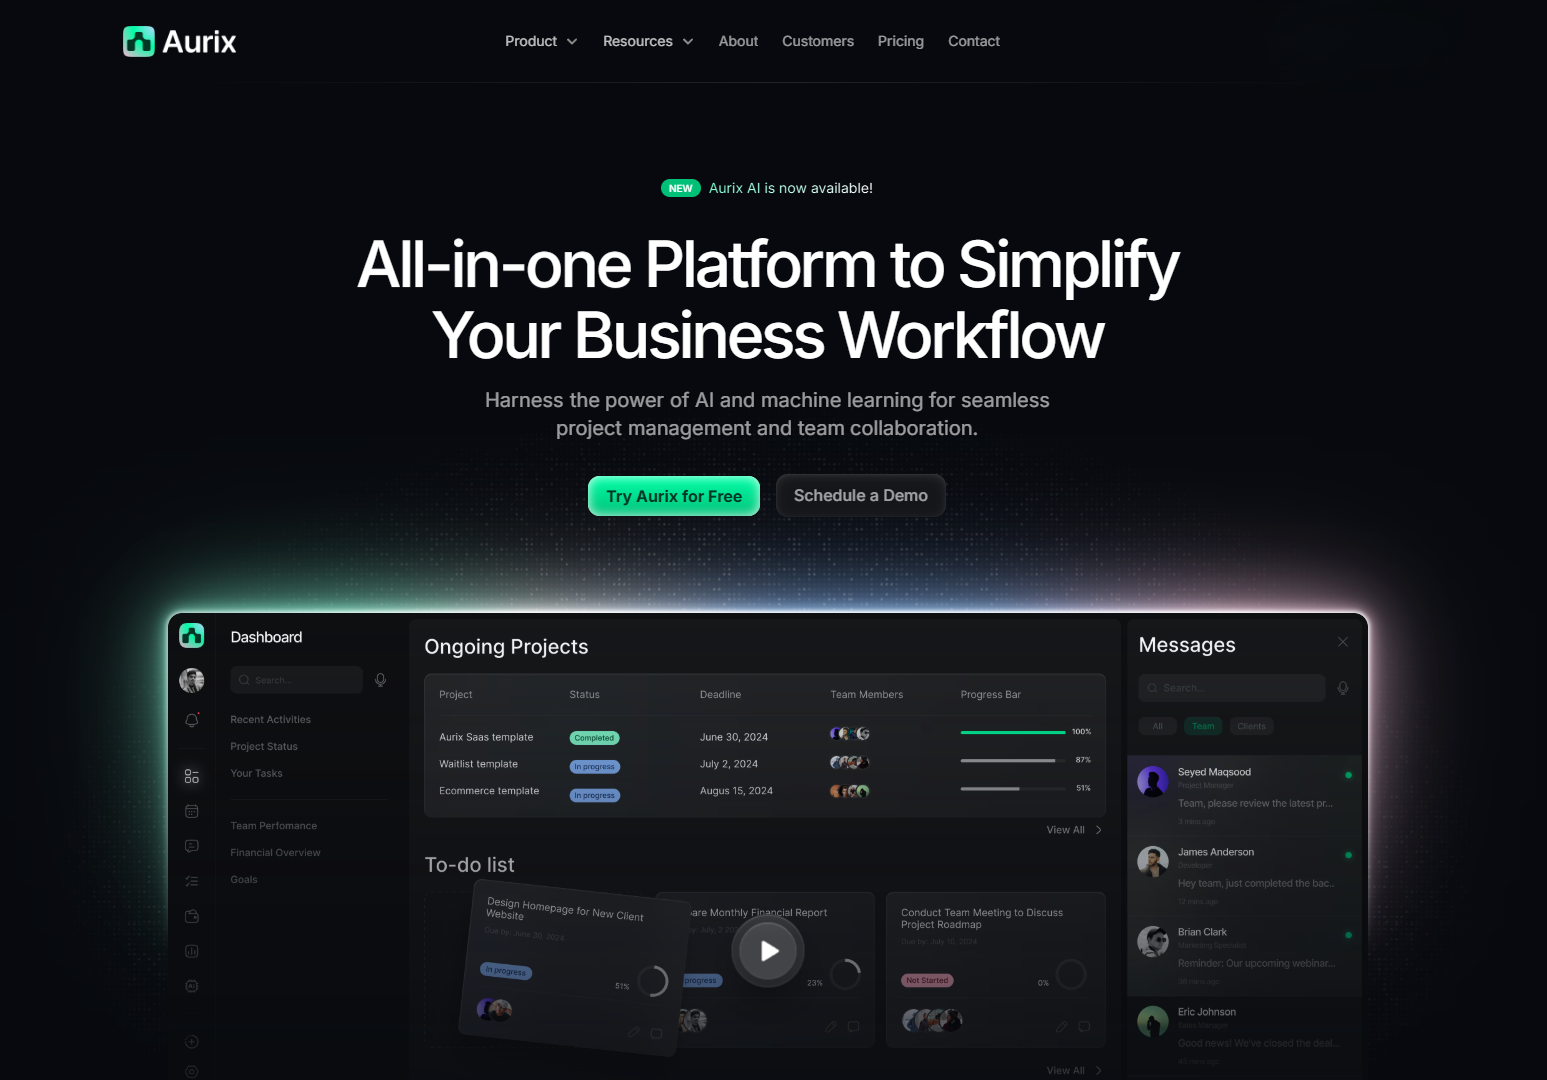 Aurix
Product
Resources
About
Customers
Pricing
Contact
NEW Aurix AI is now available!
All-in-one Platform to Simplify
Your Business Workflow
Harness the power of AI and machine learning for seamless
project management and team collaboration.
Try Aurix for Free
Schedule a Demo
Dashboard
Search...
Recent Activities
Project Status
Your Tasks
Team Perfomance
Financial Overview
Goals
Ongoing Projects
Project Status Deadline Team Members Progress Bar
Aurix Saas template Completed June 30, 2024 100%
Waitlist template In progress July 2, 2024 87%
Ecommerce template In progress Augus 15, 2024 51%
View All
To-do list
Design Homepage for New Client
Website
Due by: June 30, 2024
In progress
51%
are Monthly Financial Report
by: July, 2 202
progress
23%
Conduct Team Meeting to Discuss
Project Roadmap
Due by: July 10, 2024
Not Started
0%
View All
Messages
Search...
All
Team
Clients
Seyed Maqsood
Project Manager
Team, please review the latest pr...
3 mins ago
James Anderson
Developer
Hey team, just completed the bac..
12 mins ago
Brian Clark
Marketing Specialist
Reminder: Our upcoming webinar...
36 mins ago
Eric Johnson
Sales Manager
Good news! We've closed the deal...